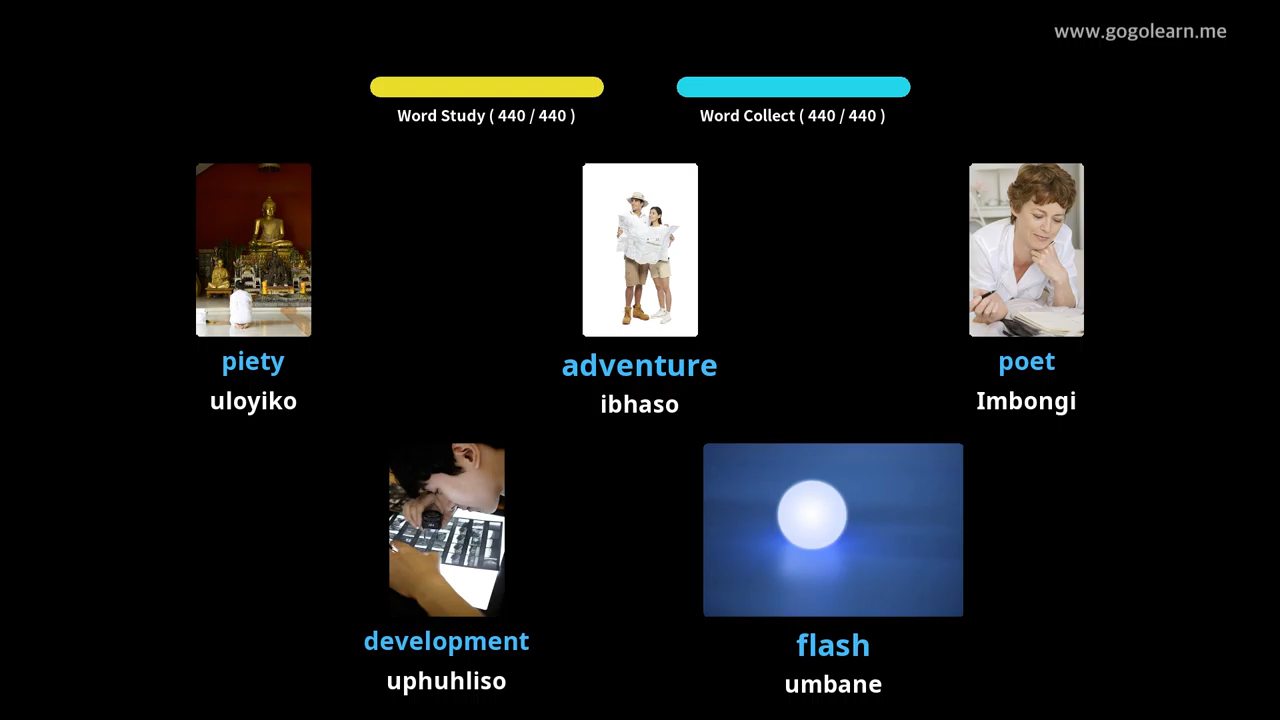 www.gogolearn.me
Word Study ( 440 / 440 )
Word Collect ( 440 / 440 )
piety
uloyiko
adventure
ibhaso
poet
Imbongi
development
uphuhliso
flash
umbane